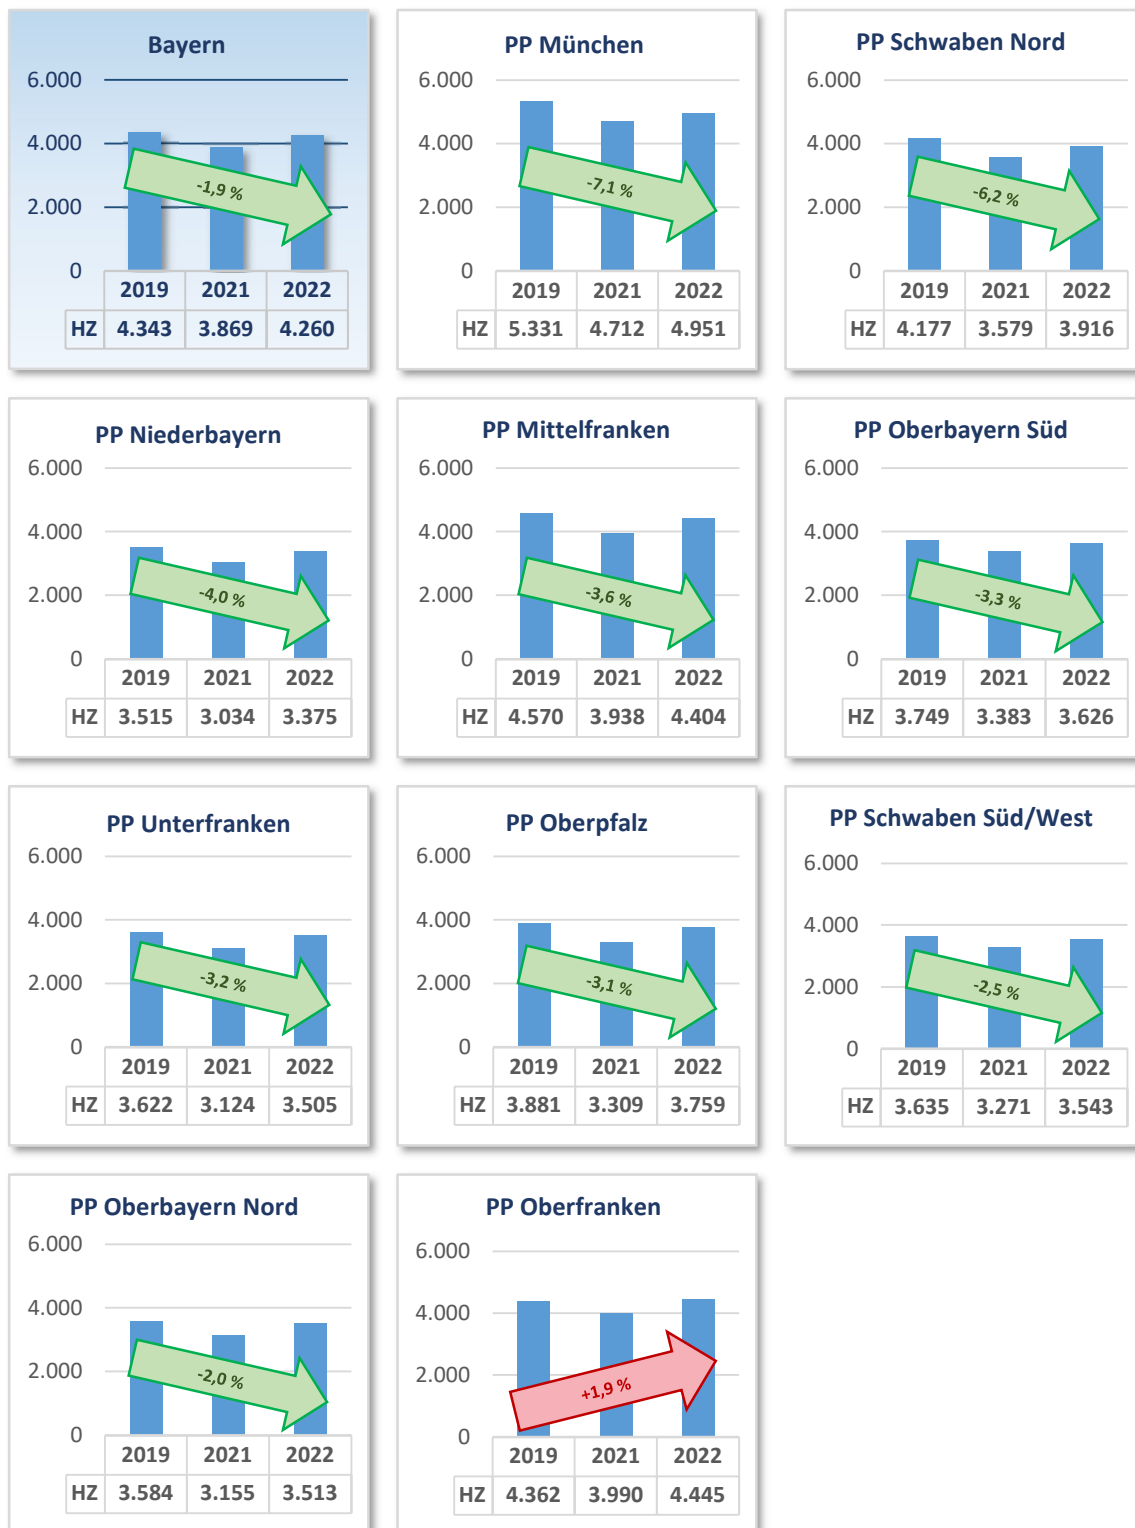 Bayern
6.000
4.000
2.000
0
-1,9 %
2019 2021 2022
HZ 4.343 3.869 4.260
PP München
6.000
4.000
2.000
0
-7,1 %
2019 2021 2022
HZ 5.331 4.712 4.951
PP Schwaben Nord
6.000
4.000
2.000
0
-6,2 %
2019 2021 2022
HZ 4.177 3.579 3.916
PP Niederbayern
6.000
4.000
2.000
0
-4,0 %
2019 2021 2022
HZ 3.515 3.034 3.375
PP Mittelfranken
6.000
4.000
2.000
0
-3,6 %
2019 2021 2022
HZ 4.570 3.938 4.404
PP Oberbayern Süd
6.000
4.000
2.000
0
-3,3 %
2019 2021 2022
HZ 3.749 3.383 3.626
PP Unterfranken
6.000
4.000
2.000
0
-3,2 %
2019 2021 2022
HZ 3.622 3.124 3.505
PP Oberpfalz
6.000
4.000
2.000
0
-3,1 %
2019 2021 2022
HZ 3.881 3.309 3.759
PP Schwaben Süd/West
6.000
4.000
2.000
0
-2,5 %
2019 2021 2022
HZ 3.635 3.271 3.543
PP Oberbayern Nord
6.000
4.000
2.000
0
-2,0 %
2019 2021 2022
HZ 3.584 3.155 3.513
PP Oberfranken
6.000
4.000
2.000
0
+1,9 %
2019 2021 2022
HZ 4.362 3.990 4.445